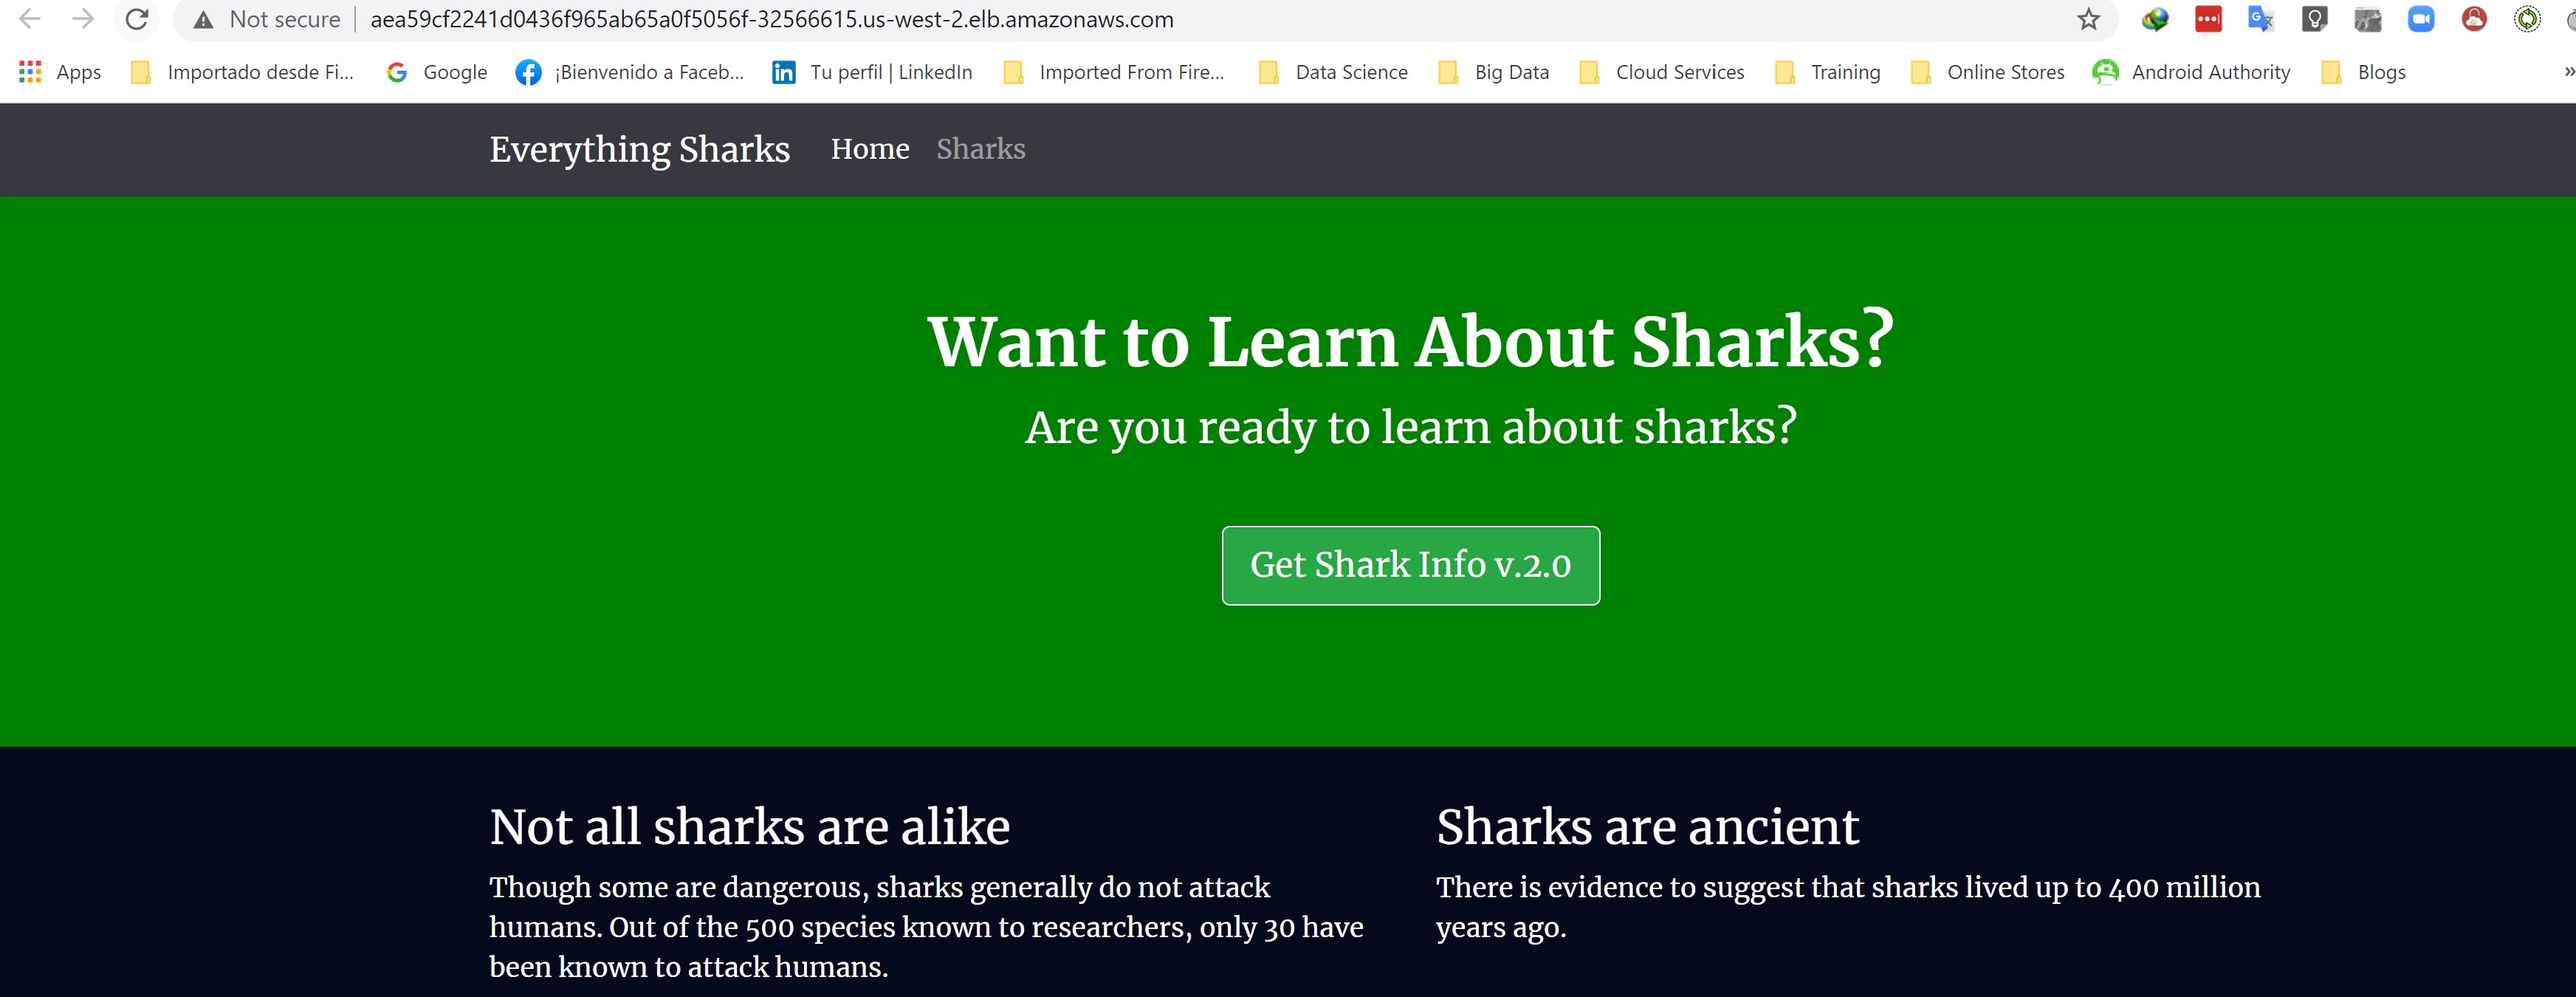 Not secure | aea59cf2241d0436f965ab65a0f5056f-32566615.us-west-2.elb.amazonaws.com
Apps Importado desde Fi... Google ¡Bienvenido a Faceb... Tu perfil | LinkedIn Imported From Fire... Data Science Big Data Cloud Services Training Online Stores Android Authority Blogs »
Everything Sharks Home Sharks
Want to Learn About Sharks?
Are you ready to learn about sharks?
Get Shark Info v.2.0
Not all sharks are alike
Though some are dangerous, sharks generally do not attack
humans. Out of the 500 species known to researchers, only 30 have
been known to attack humans.
Sharks are ancient
There is evidence to suggest that sharks lived up to 400 million
years ago.